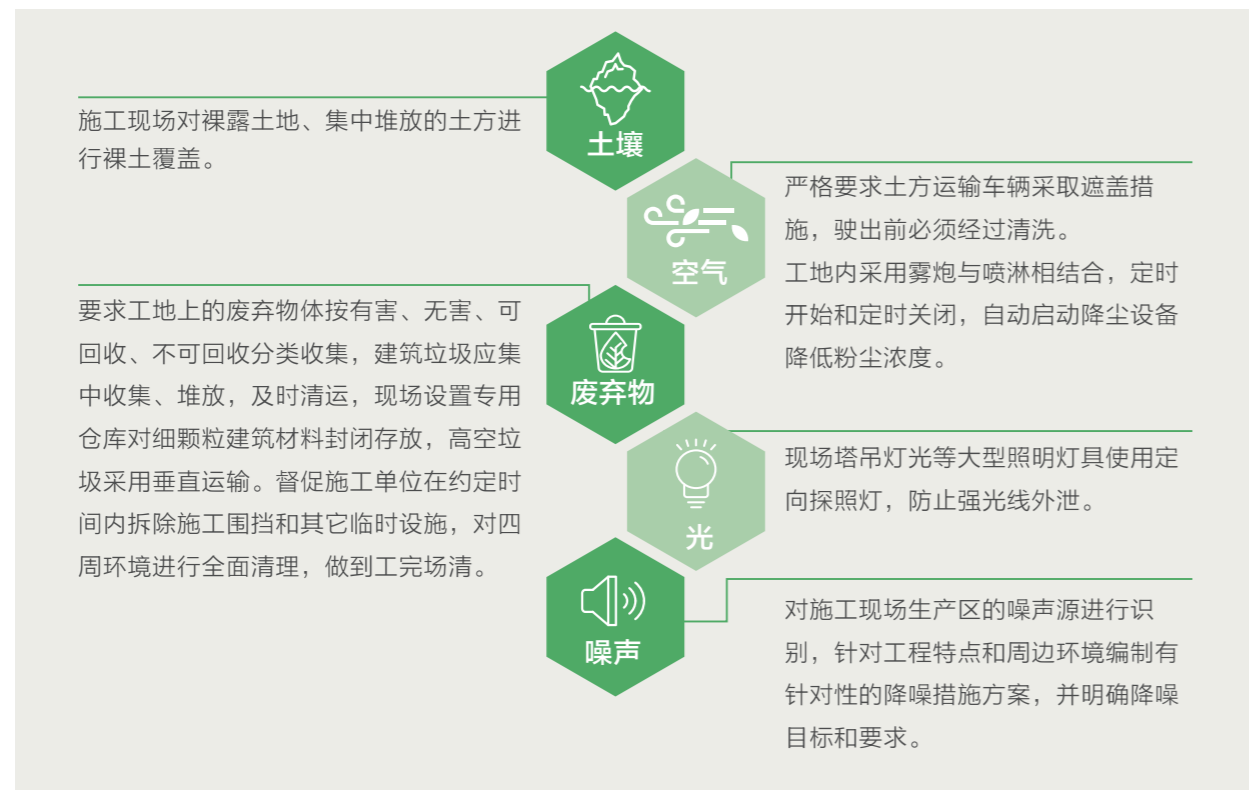 土壤
施工现场对裸露土地、集中堆放的土方进
行裸土覆盖。
空气
严格要求土方运输车辆采取遮盖措
施，驶出前必须经过清洗。
工地内采用雾炮与喷淋相结合，定时
开始和定时关闭，自动启动降尘设备
降低粉尘浓度。
废弃物
要求工地上的废弃物体按有害、无害、可
回收、不可回收分类收集，建筑垃圾应集
中收集、堆放，及时清运，现场设置专用
仓库对细颗粒建筑材料封闭存放，高空垃
圾采用垂直运输。督促施工单位在约定时
间内拆除施工围挡和其它临时设施，对四
周环境进行全面清理，做到工完场清。
光
现场塔吊灯光等大型照明灯具使用定
向探照灯，防止强光线外泄。
噪声
对施工现场生产区的噪声源进行识
别，针对工程特点和周边环境编制有
针对性的降噪措施方案，并明确降噪
目标和要求。